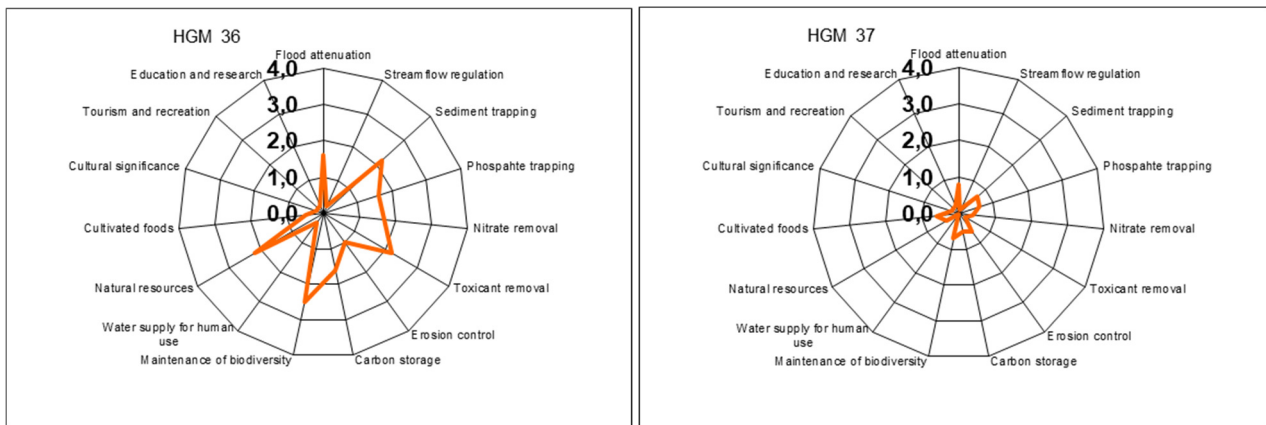 HGM 36
Flood attenuation
4,0
3,0
2,0
1,0
0,0
Streamflow regulation
Sediment trapping
Phospahte trapping
Nitrate removal
Toxicant removal
Erosion control
Carbon storage
Maintenance of biodiversity
Water supply for human
use
Natural resources
Cultivated foods
Cultural significance
Tourism and recreation
Education and research
HGM 37
Flood attenuation
4,0
3,0
2,0
1,0
0,0
Streamflow regulation
Sediment trapping
Phospahte trapping
Nitrate removal
Toxicant removal
Erosion control
Carbon storage
Maintenance of biodiversity
Water supply for human
use
Natural resources
Cultivated foods
Cultural significance
Tourism and recreation
Education and research